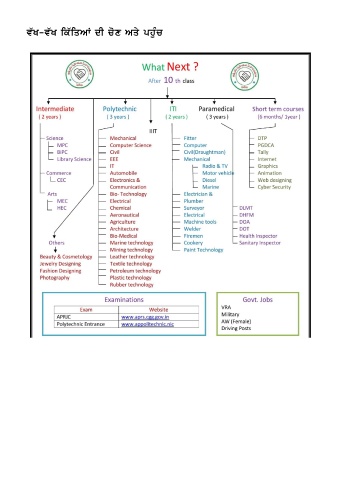 ਵੱਖ-ਵੱਖ ਕਿੱਤਿਆਂ ਦੀ ਚੋਣ ਅਤੇ ਪਹੁੰਚ
What Next ?
After 10 th class
Intermediate
( 2 years )
Science
MPC
BiPC
Library Science
Commerce
CEC
Arts
MEC
HEC
Others
Beauty & Cosmetology
Jewelry Designing
Fashion Designing
Photography
Polytechnic
( 3 years )
IIIT
Mechanical
Computer Science
Civil
EEE
IT
Automobile
Electronics &
Communication
Bio- Technology
Electrical
Chemical
Aeronautical
Agriculture
Architecture
Bio-Medical
Marine technology
Mining technology
Leather technology
Textile technology
Petroleum technology
Plastic technology
Rubber technology
ITI
( 2 years )
Fitter
Computer
Civil(Draughtman)
Mechanical
Radio & TV
Motor vehicle
Diesel
Marine
Electrician &
Plumber
Surveyor
Electrical
Machine tools
Welder
Firemen
Cookery
Paint Technology
Paramedical
( 3 years )
DLMT
DHFM
DOA
DOT
Health Inspector
Sanitary Inspector
Short term courses
(6 months/ 1year )
DTP
PGDCA
Tally
Internet
Graphics
Animation
Web designing
Cyber Security
Examinations
Exam Website
APRJC www.aprs.cgg.gov.in
Polytechnic Entrance www.appolltechnic.nic
Govt. Jobs
VRA
Military
AW (Female)
Driving Posts